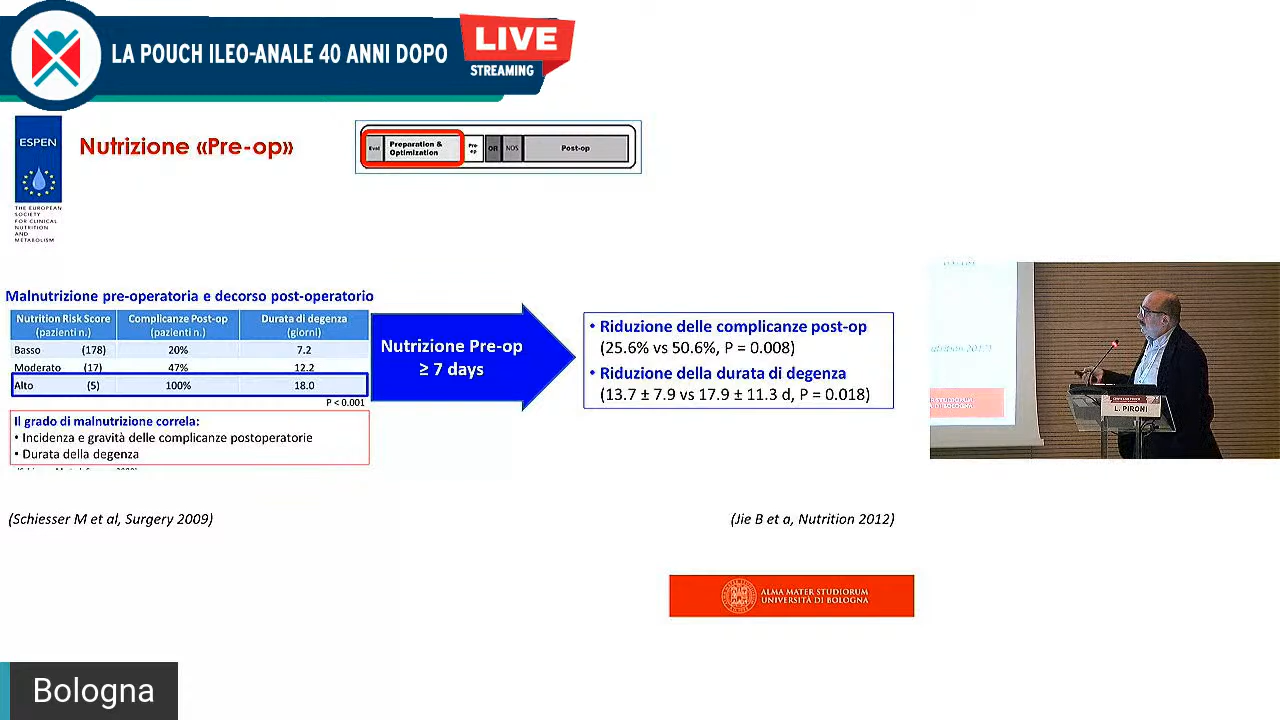 LA POUCH ILEO-ANALE 40 ANNI DOPO
LIVE
STREAMING
ESPEN
THE EUROPEAN
SOCIETY
FOR CLINICAL
NUTRITION
AND
METABOLISM
Nutrizione «Pre-op»
Eval
Preparation &
Optimization
Pre
op
OR
NOS
Post-op
Malnutrizione pre-operatoria e decorso post-operatorio
Nutrition Risk Score
(pazienti n.)
Complicanze Post-op
(pazienti n.)
Durata di degenza
(giorni)
Basso (178) 20% 7.2
Moderato (17) 47% 12.2
Alto (5) 100% 18.0
P < 0.001
Il grado di malnutrizione correla:
• Incidenza e gravità delle complicanze postoperatorie
• Durata della degenza
Nutrizione Pre-op
≥ 7 days
• Riduzione delle complicanze post-op
(25.6% vs 50.6%, P = 0.008)
• Riduzione della durata di degenza
(13.7 ± 7.9 vs 17.9 ± 11.3 d, P = 0.018)
L. PIRONI
(Schiesser M et al, Surgery 2009)
(Jie B et a, Nutrition 2012)
ALMA MATER STUDIORUM
UNIVERSITÀ DI BOLOGNA
Bologna